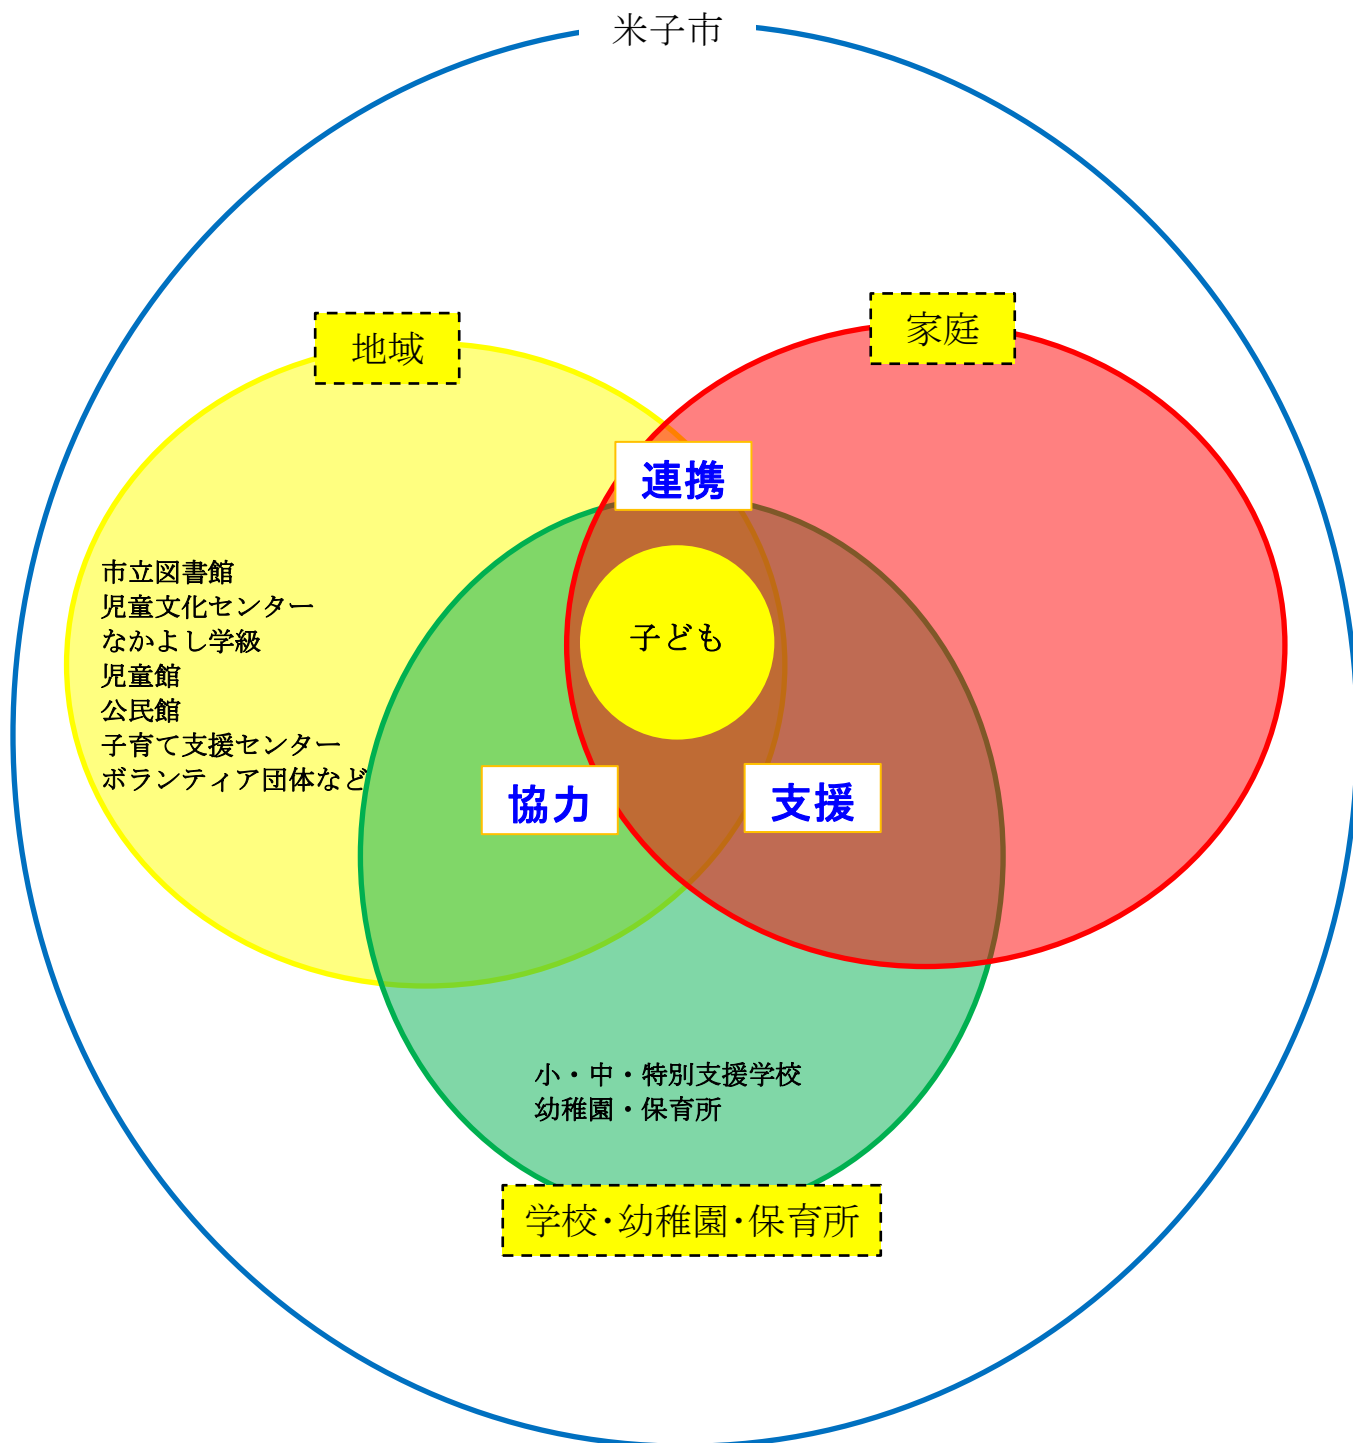 米子市
家庭
地域
連携
市立図書館
児童文化センター
なかよし学級
児童館
公民館
子育て支援センター
ボランティア団体など
子ども
協力
支援
小・中・特別支援学校
幼稚園・保育所
学校・幼稚園・保育所